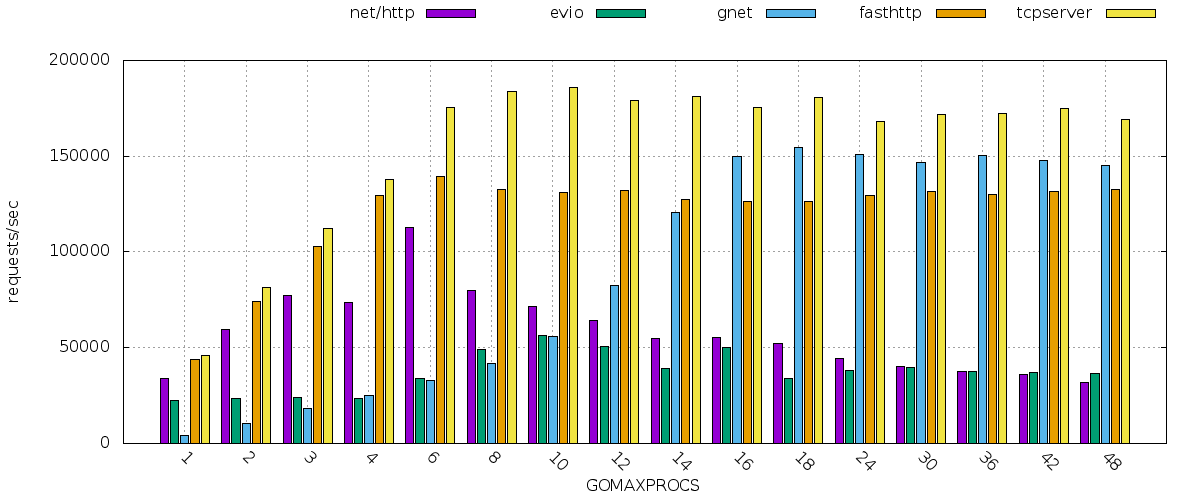 net/http evio gnet fasthttp tcpserver
200000
150000
100000
50000
0
requests/sec
1 2 3 4 6 8 10 12 14 16 18 24 30 36 42 48
GOMAXPROCS